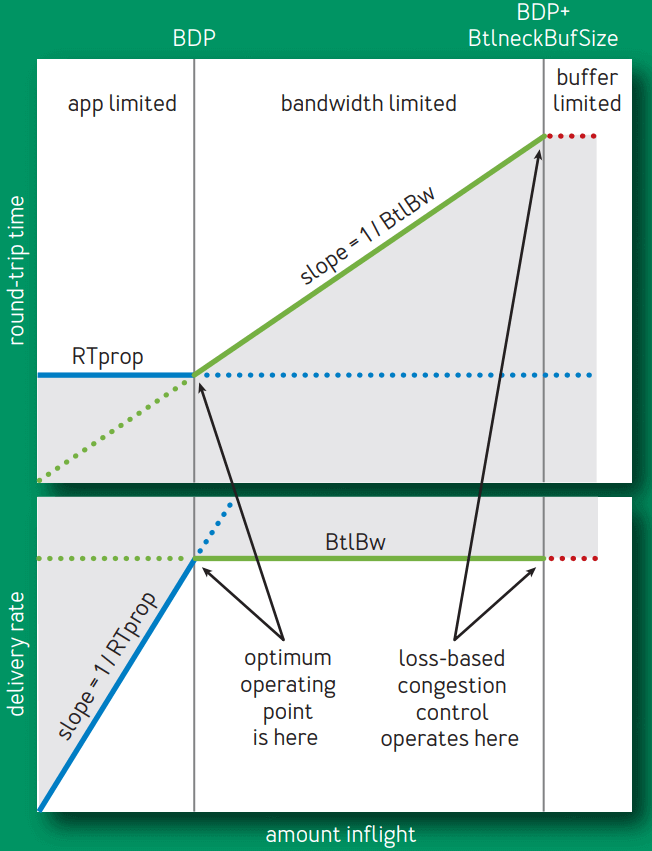 BDP
BDP+
BtlneckBufSize
app limited
bandwidth limited
buffer
limited
round-trip time
slope = 1 / BtlBw
RTprop
BtlBw
delivery rate
slope = 1 / RTprop
optimum
operating
point
is here
loss-based
congestion
control
operates here
amount inflight